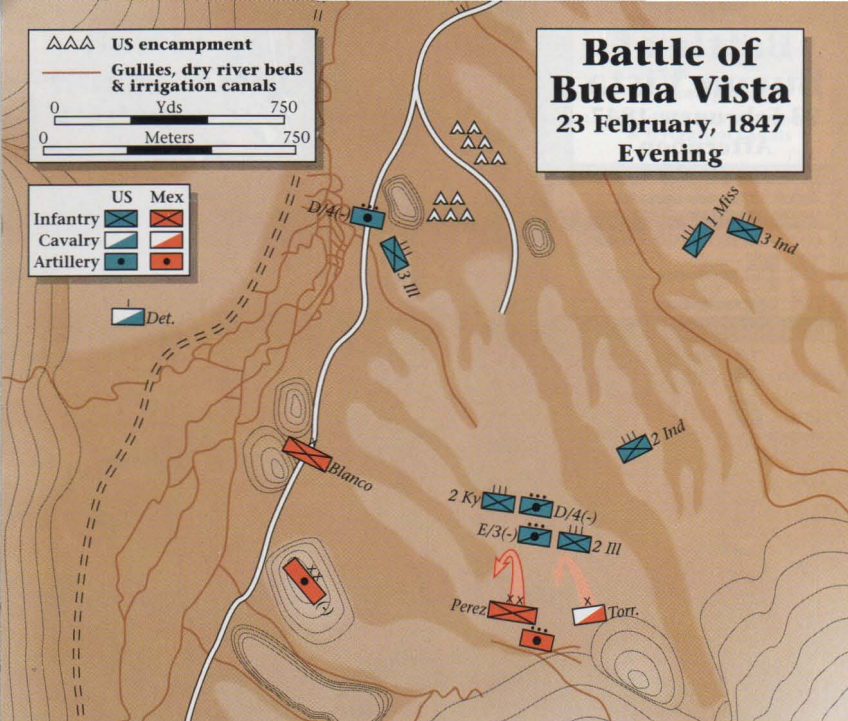 Battle of
Buena Vista
23 February, 1847
Evening
US encampment
Gullies, dry river beds
& irrigation canals
0 Yds 750
0 Meters 750
US Mex
Infantry
Cavalry
Artillery
D/4(-)
3 Ill
1 Miss
3 Ind
Det.
2 Ind
Blanco
2 Ky
D/4(-)
E/3(-)
2 Ill
Perez
Torr.